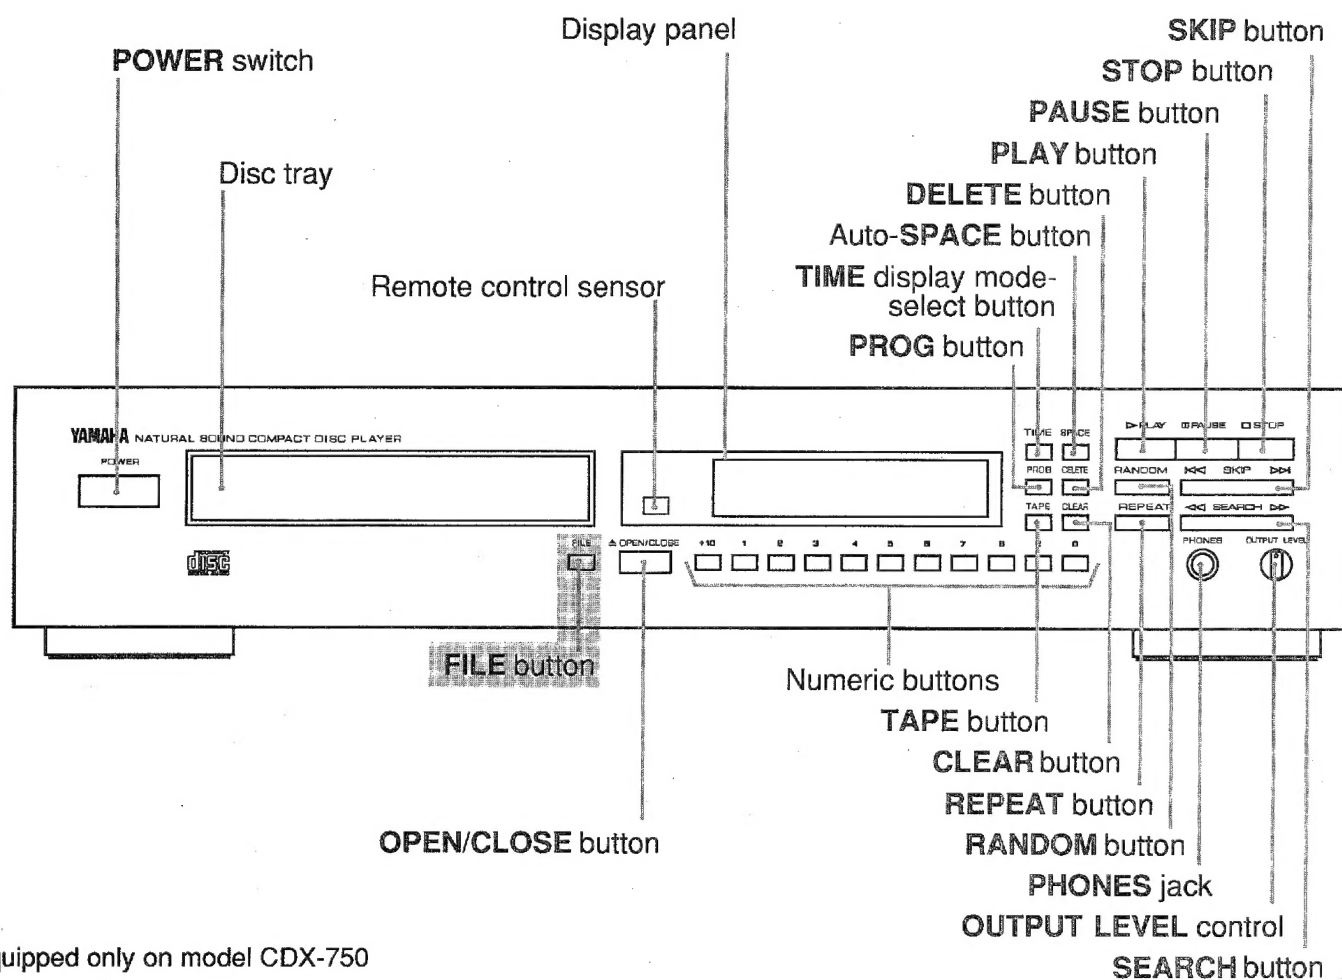 Display panel
SKIP button
POWER switch
STOP button
PAUSE button
PLAY button
Disc tray
DELETE button
Auto-SPACE button
TIME display mode-
select button
Remote control sensor
PROG button
YAMAHA NATURAL SOUND COMPACT DISC PLAYER
POWER
TIME SPACE
PLAY PAUSE STOP
PROG DELETE
RANDOM SKIP
TAPE CLEAR
REPEAT SEARCH
FILE
OPEN/CLOSE
+10 1 2 3 4 5 6 7 8 9 0
PHONES OUTPUT LEVEL
disc
FILE button
Numeric buttons
TAPE button
CLEAR button
REPEAT button
OPEN/CLOSE button
RANDOM button
PHONES jack
OUTPUT LEVEL control
quipped only on model CDX-750
SEARCH button